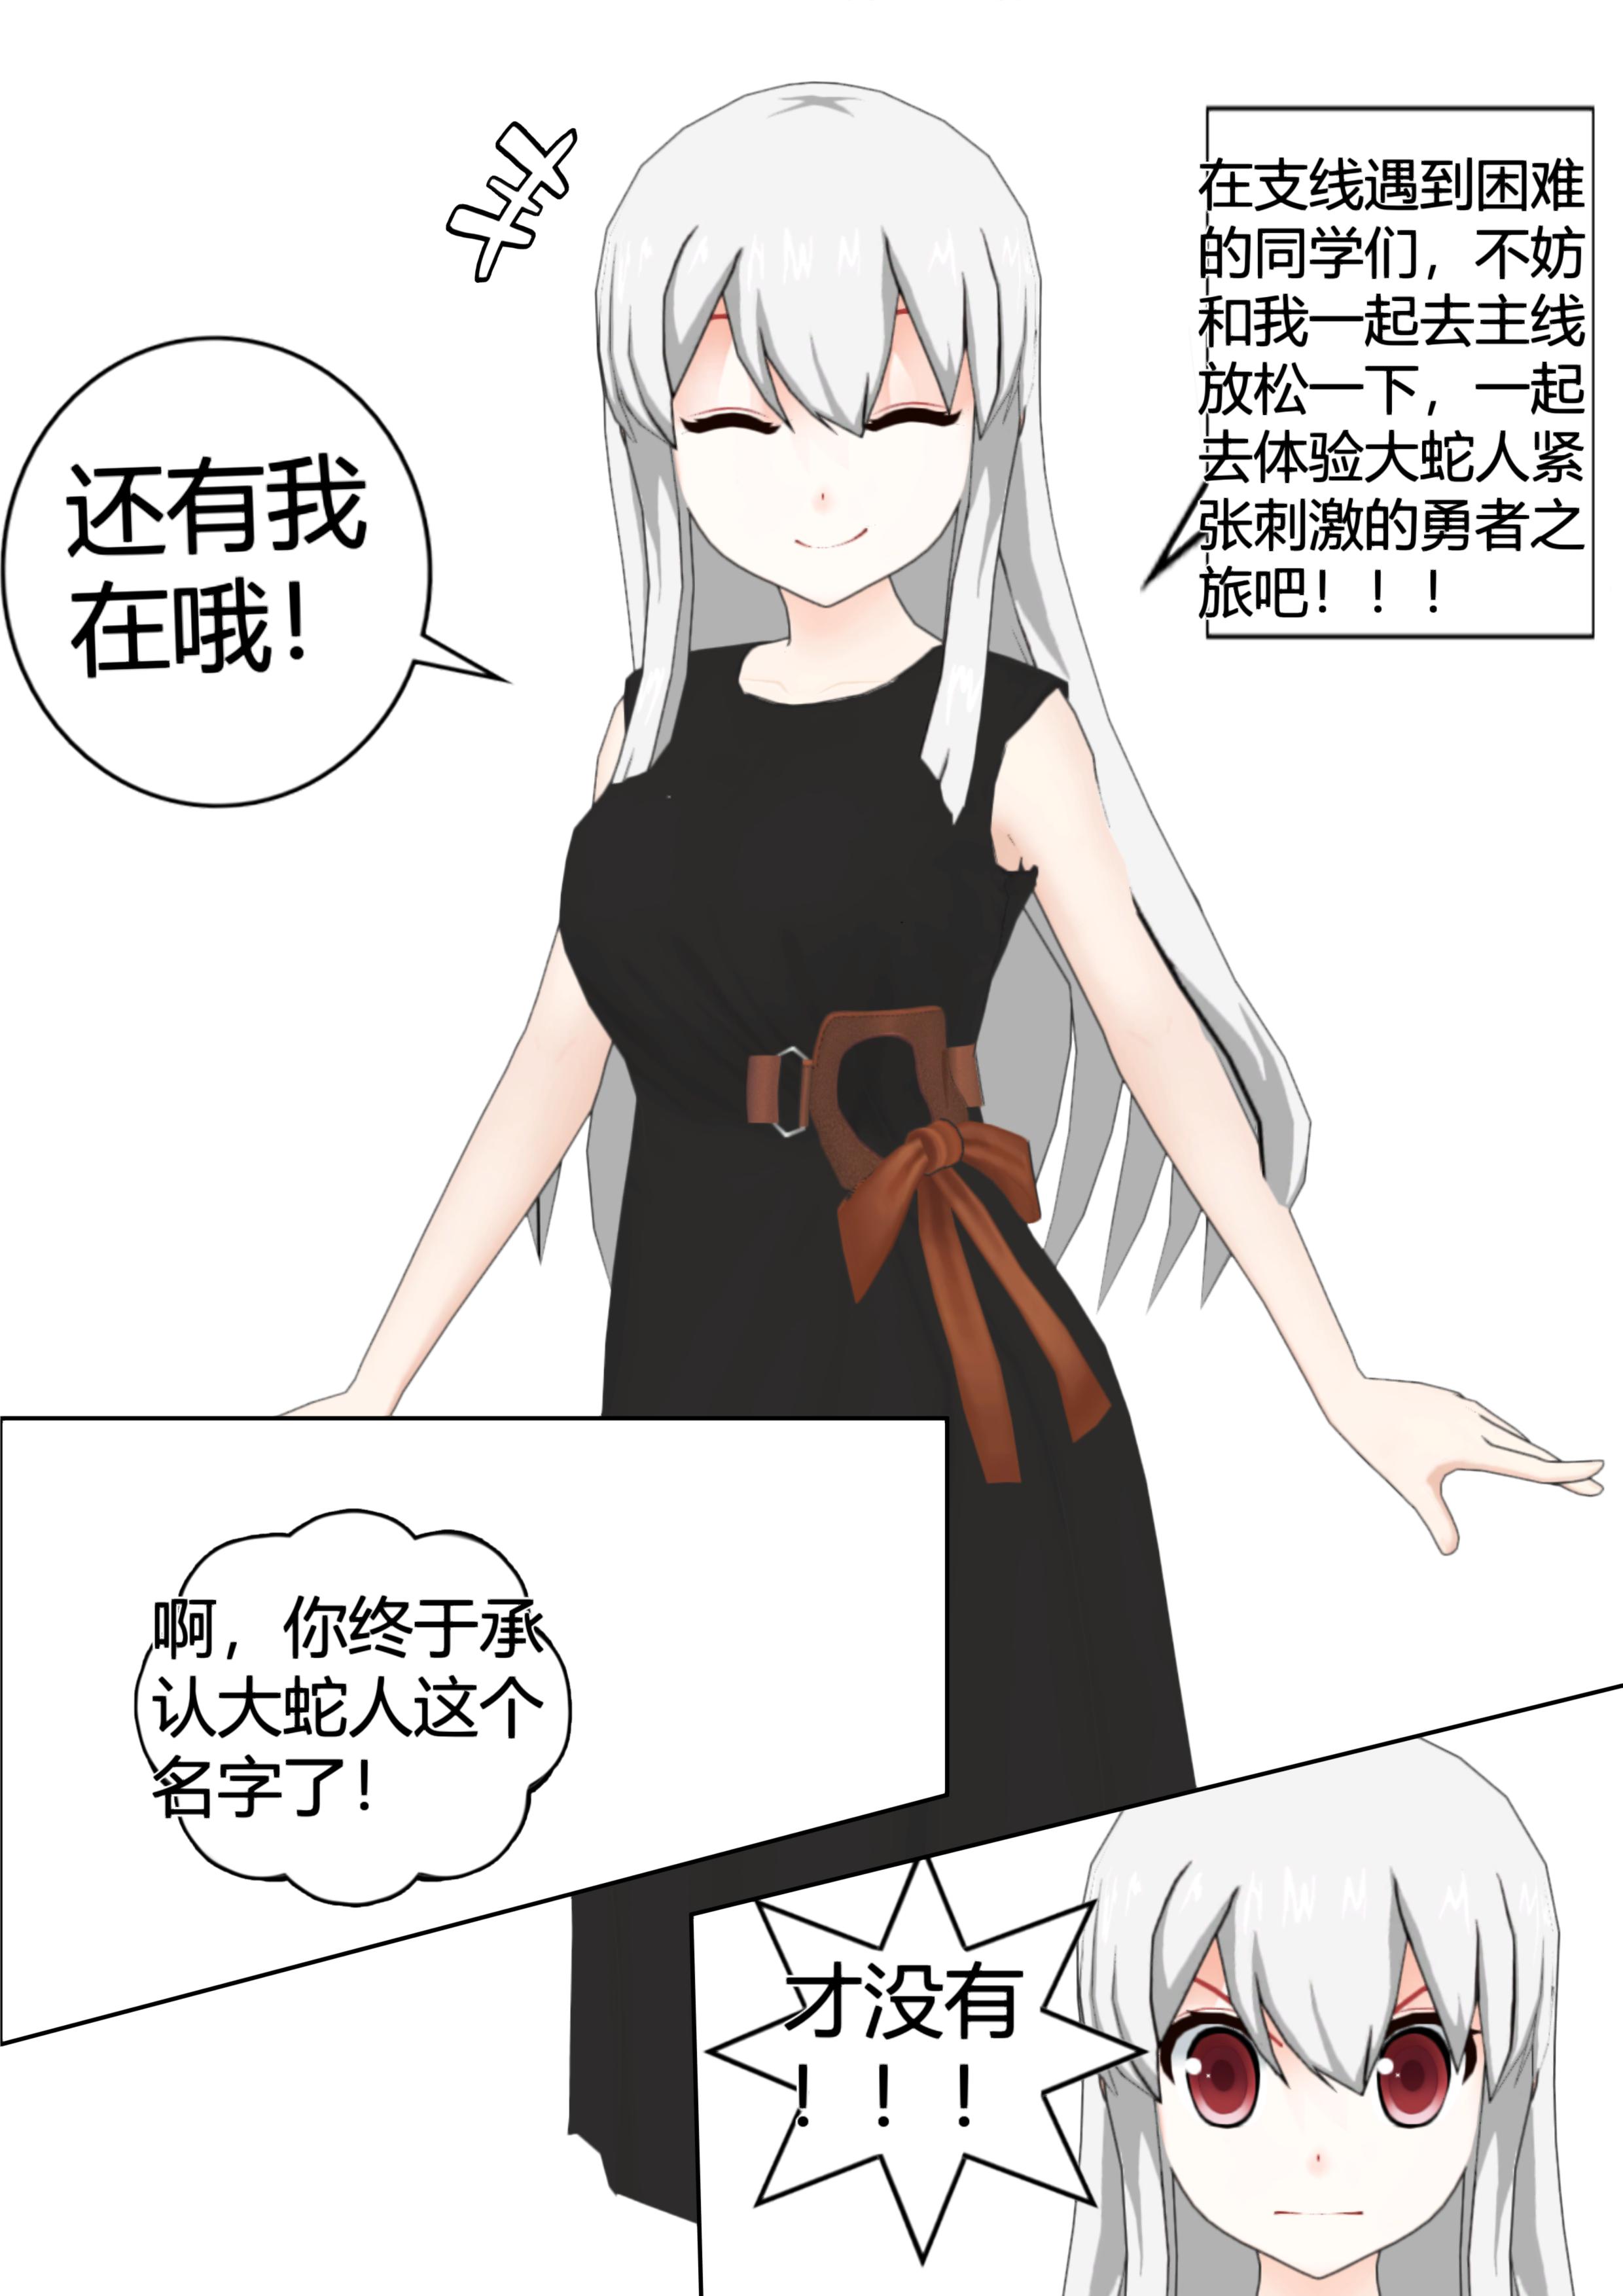 还有我
在哦！
在支线遇到困难
的同学们，不妨
和我一起去主线
放松一下，一起
去体验大蛇人紧
张刺激的勇者之
旅吧！！！
啊，你终于承
认大蛇人这个
名字了！
才没有
！！！